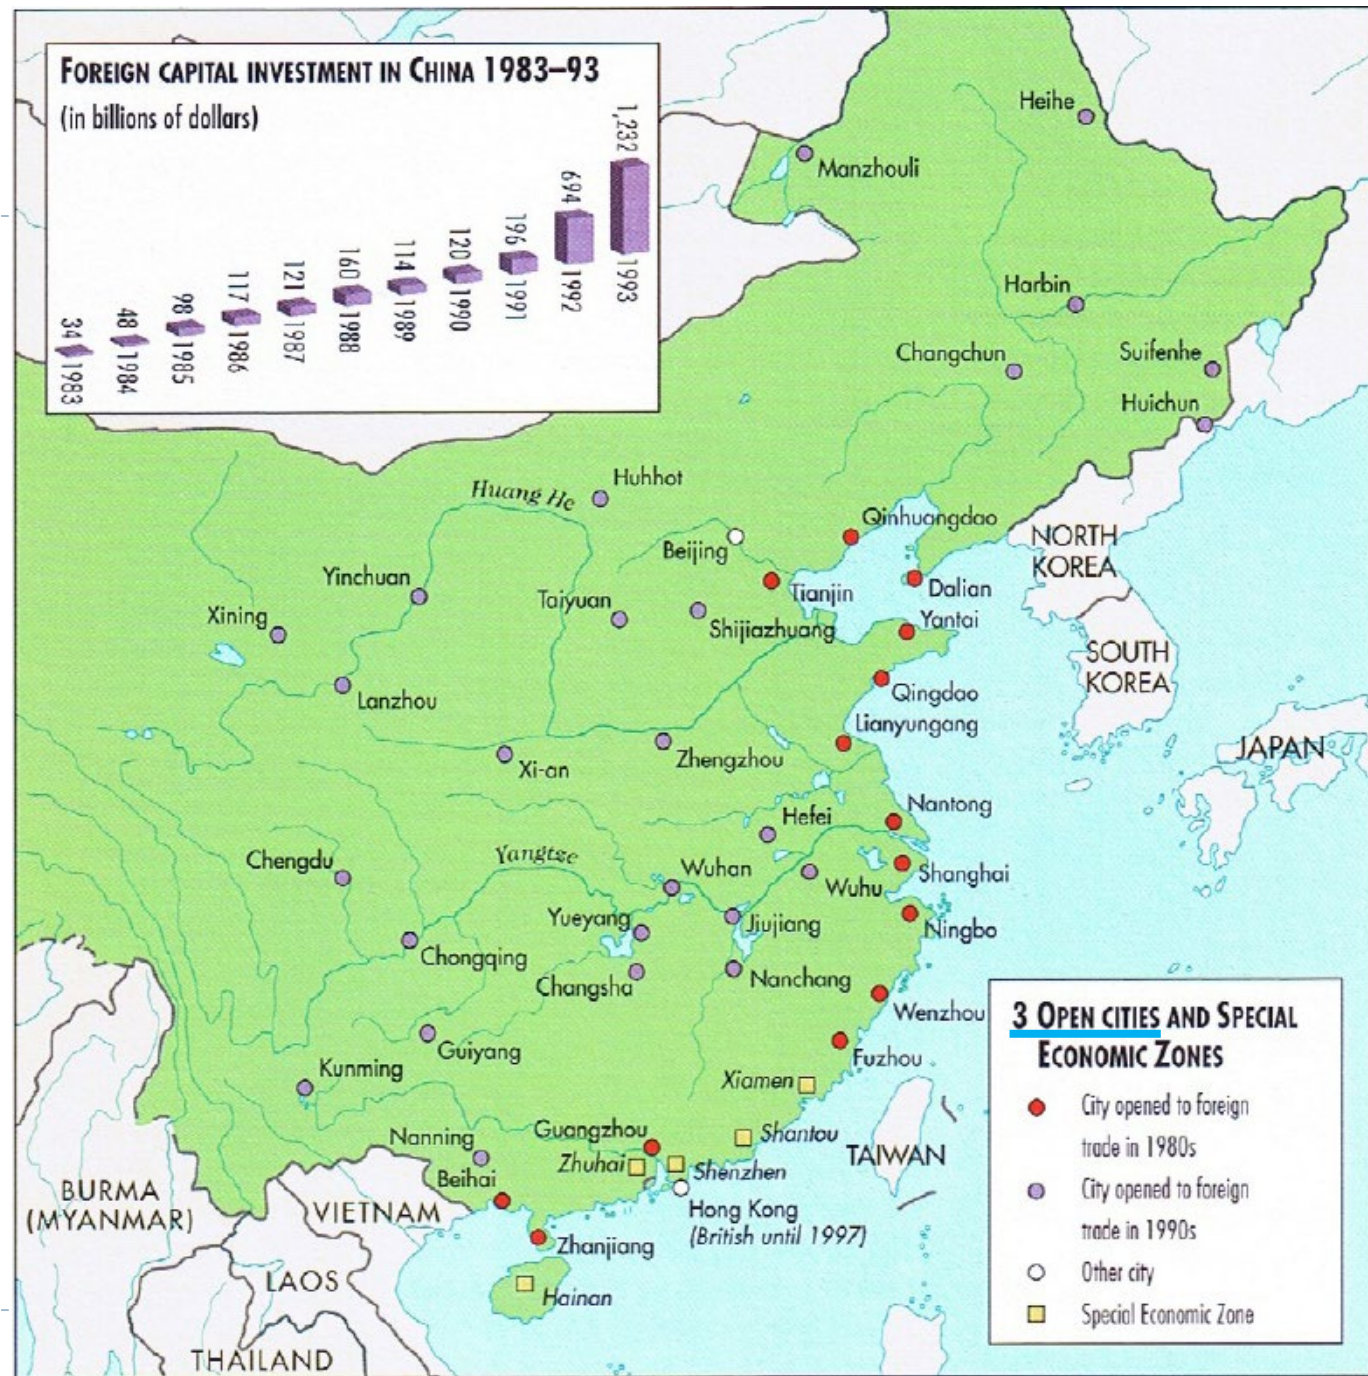 FOREIGN CAPITAL INVESTMENT IN CHINA 1983–93
(in billions of dollars)
34
1983
48
1984
98
1985
117
1986
121
1987
160
1988
114
1989
120
1990
196
1991
694
1992
1,232
1993
Heihe
Manzhouli
Harbin
Changchun
Suifenhe
Huichun
Huhhot
Huang He
Qinhuangdao
Beijing
NORTH
KOREA
Yinchuan
Taiyuan
Tianjin
Dalian
Xining
Shijiazhuang
Yantai
SOUTH
KOREA
Lanzhou
Qingdao
Lianyungang
Xi-an
Zhengzhou
JAPAN
Nantong
Hefei
Chengdu
Yangtze
Wuhan
Wuhu
Shanghai
Yueyang
Jiujiang
Ningbo
Chongqing
Changsha
Nanchang
Wenzhou
Guiyang
Fuzhou
Kunming
Xiamen
Nanning
Guangzhou
Shantou
TAIWAN
Zhuhai
Shenzhen
Beihai
BURMA
(MYANMAR)
VIETNAM
Hong Kong
(British until 1997)
Zhanjiang
LAOS
Hainan
THAILAND
3 OPEN CITIES AND SPECIAL
ECONOMIC ZONES
City opened to foreign
trade in 1980s
City opened to foreign
trade in 1990s
Other city
Special Economic Zone